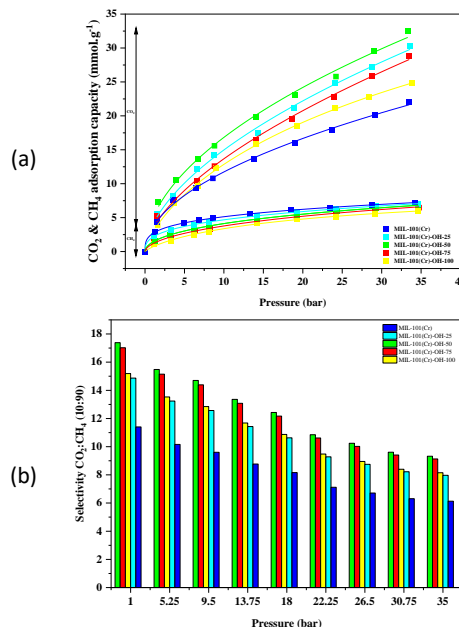 (a)
CO₂ & CH₄ adsorption capacity (mmol.g⁻¹)
35
30
25
20
15
10
5
0
CO₂
CH₄
MIL-101(Cr)
MIL-101(Cr)-OH-25
MIL-101(Cr)-OH-50
MIL-101(Cr)-OH-75
MIL-101(Cr)-OH-100
0 5 10 15 20 25 30 35
Pressure (bar)
(b)
Selectivity CO₂:CH₄ (10:90)
18
16
14
12
10
8
6
4
2
0
MIL-101(Cr)
MIL-101(Cr)-OH-25
MIL-101(Cr)-OH-50
MIL-101(Cr)-OH-75
MIL-101(Cr)-OH-100
1 5.25 9.5 13.75 18 22.25 26.5 30.75 35
Pressure (bar)